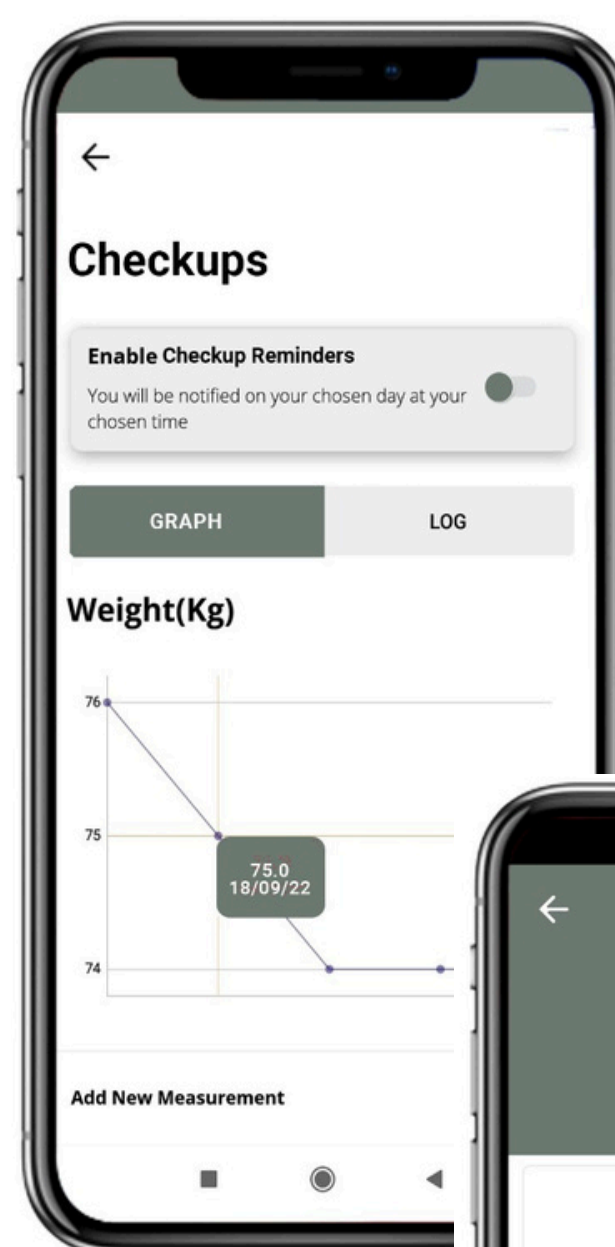 Checkups
Enable Checkup Reminders
You will be notified on your chosen day at your
chosen time
GRAPH LOG
Weight(Kg)
76
75
75.0
18/09/22
74
Add New Measurement